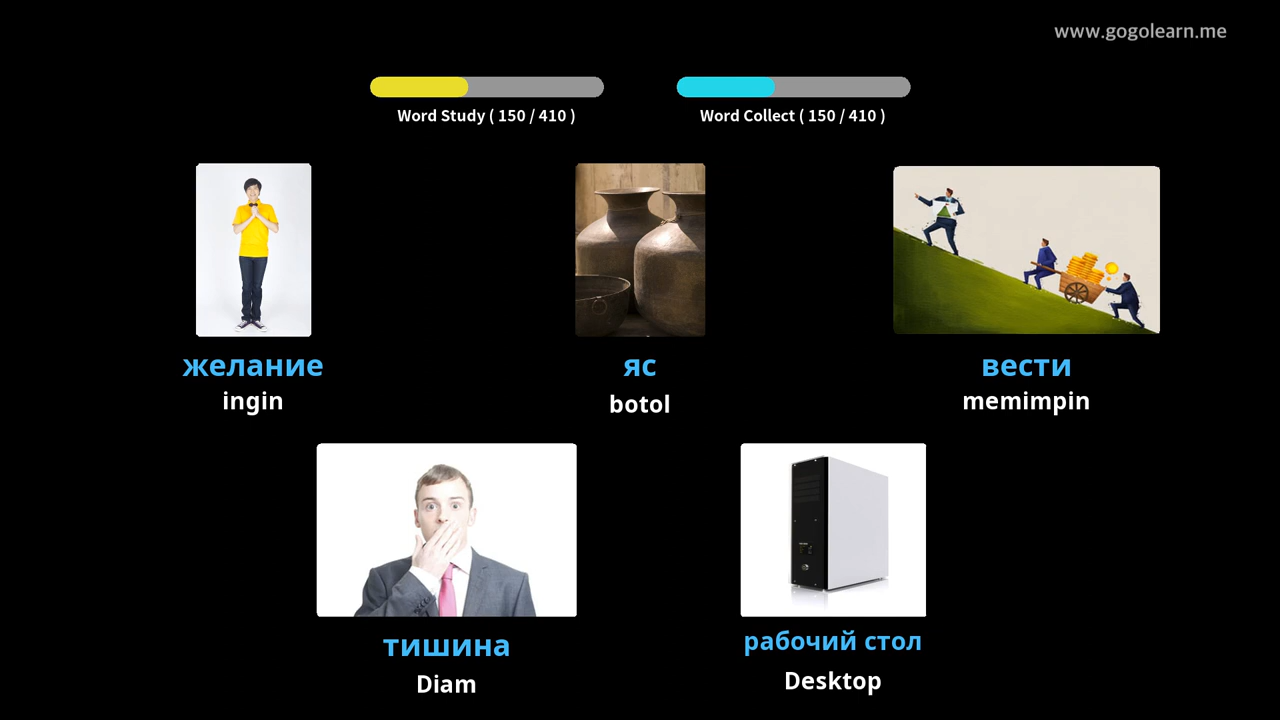 www.gogolearn.me
Word Study ( 150 / 410 )
Word Collect ( 150 / 410 )
желание
ingin
яс
botol
вести
memimpin
тишина
Diam
рабочий стол
Desktop